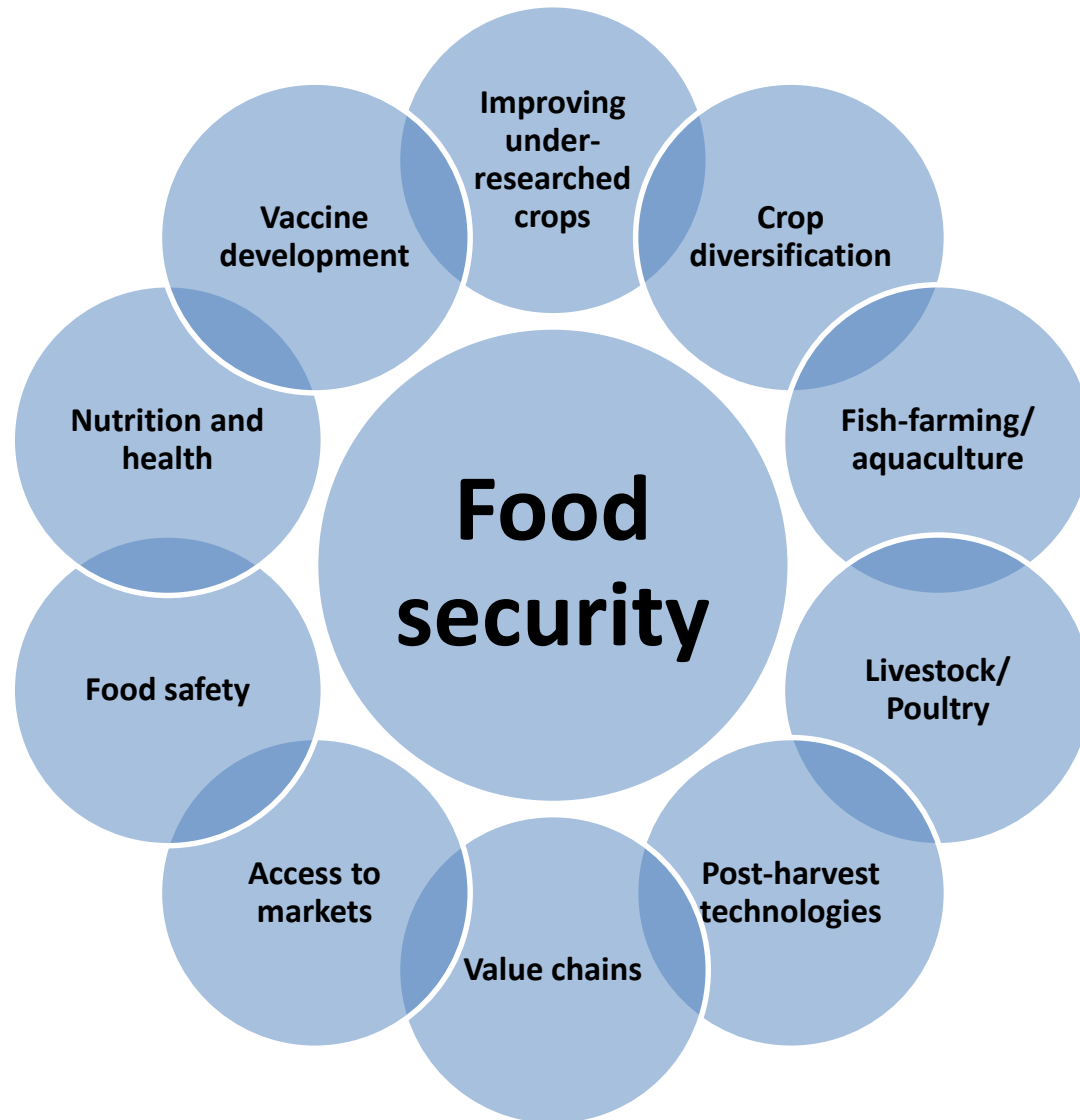 Improving
under-
researched
crops
Crop
diversification
Fish-farming/
aquaculture
Livestock/
Poultry
Post-harvest
technologies
Value chains
Access to
markets
Food safety
Nutrition and
health
Vaccine
development
Food
security